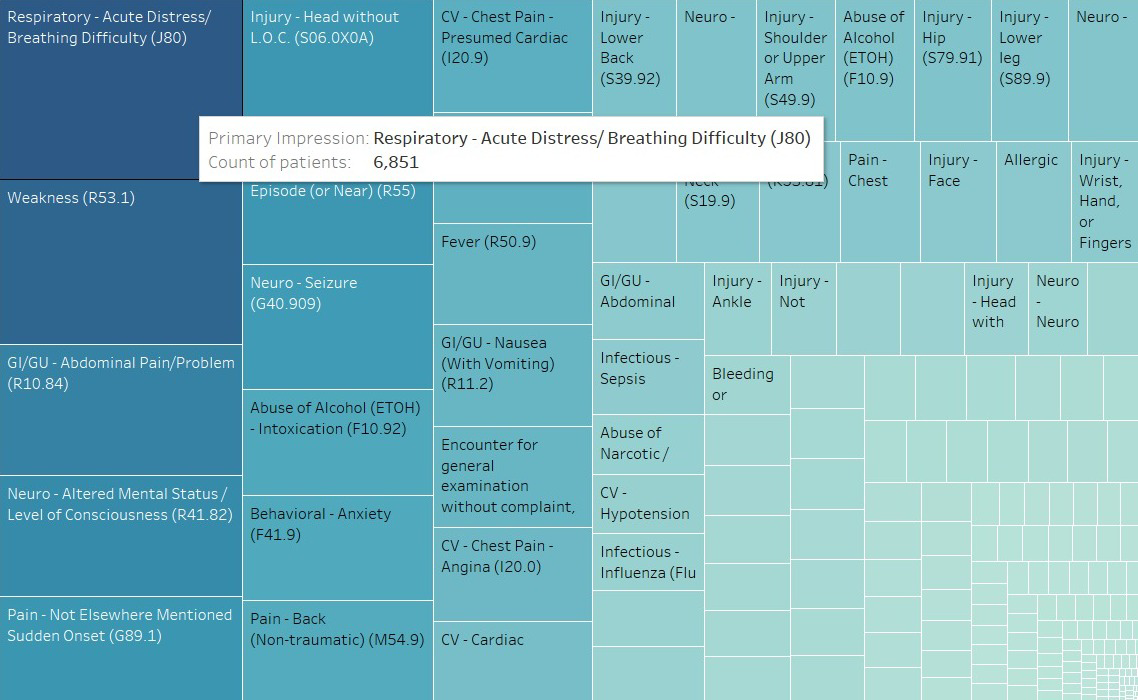 Respiratory - Acute Distress/
Breathing Difficulty (J80)
Weakness (R53.1)
GI/GU - Abdominal Pain/Problem
(R10.84)
Neuro - Altered Mental Status /
Level of Consciousness (R41.82)
Pain - Not Elsewhere Mentioned
Sudden Onset (G89.1)
Injury - Head without
L.O.C. (S06.0X0A)
Episode (or Near) (R55)
Neuro - Seizure
(G40.909)
Abuse of Alcohol (ETOH)
- Intoxication (F10.92)
Behavioral - Anxiety
(F41.9)
Pain - Back
(Non-traumatic) (M54.9)
CV - Chest Pain -
Presumed Cardiac
(I20.9)
Fever (R50.9)
GI/GU - Nausea
(With Vomiting)
(R11.2)
Encounter for
general
examination
without complaint,
CV - Chest Pain -
Angina (I20.0)
CV - Cardiac
Injury -
Lower
Back
(S39.92)
Neuro -
Injury -
Shoulder
or Upper
Arm
(S49.9)
Abuse of
Alcohol
(ETOH)
(F10.9)
Injury -
Hip
(S79.91)
Injury -
Lower
leg
(S89.9)
Neuro -
Primary Impression: Respiratory - Acute Distress/ Breathing Difficulty (J80)
Count of patients: 6,851
(S19.9)
Pain -
Chest
Injury -
Face
Allergic
Injury -
Wrist,
Hand,
or
Fingers
GI/GU -
Abdominal
Injury -
Ankle
Injury -
Not
Injury
- Head
with
Neuro
-
Neuro
Infectious -
Sepsis
Bleeding
or
Abuse of
Narcotic /
CV -
Hypotension
Infectious -
Influenza (Flu